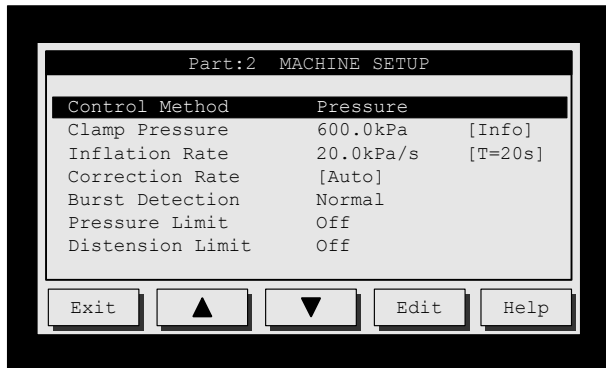 Part:2 MACHINE SETUP
Control Method Pressure
Clamp Pressure 600.0kPa [Info]
Inflation Rate 20.0kPa/s [T=20s]
Correction Rate [Auto]
Burst Detection Normal
Pressure Limit Off
Distension Limit Off
Exit ▲ ▼ Edit Help